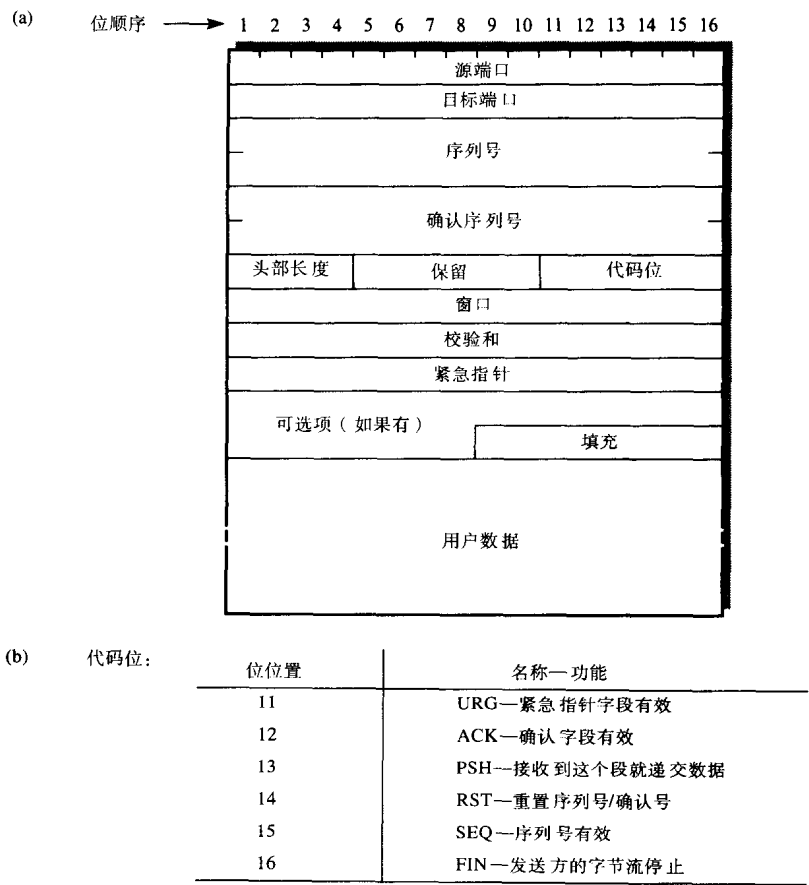 (a) 位顺序 1 2 3 4 5 6 7 8 9 10 11 12 13 14 15 16
源端口
目标端口
序列号
确认序列号
头部长度 保留 代码位
窗口
校验和
紧急指针
可选项（如果有）
填充
用户数据
(b) 代码位：
位位置 名称—功能
11 URG—紧急指针字段有效
12 ACK—确认字段有效
13 PSH—接收到这个段就递交数据
14 RST—重置序列号/确认号
15 SEQ—序列号有效
16 FIN—发送方的字节流停止